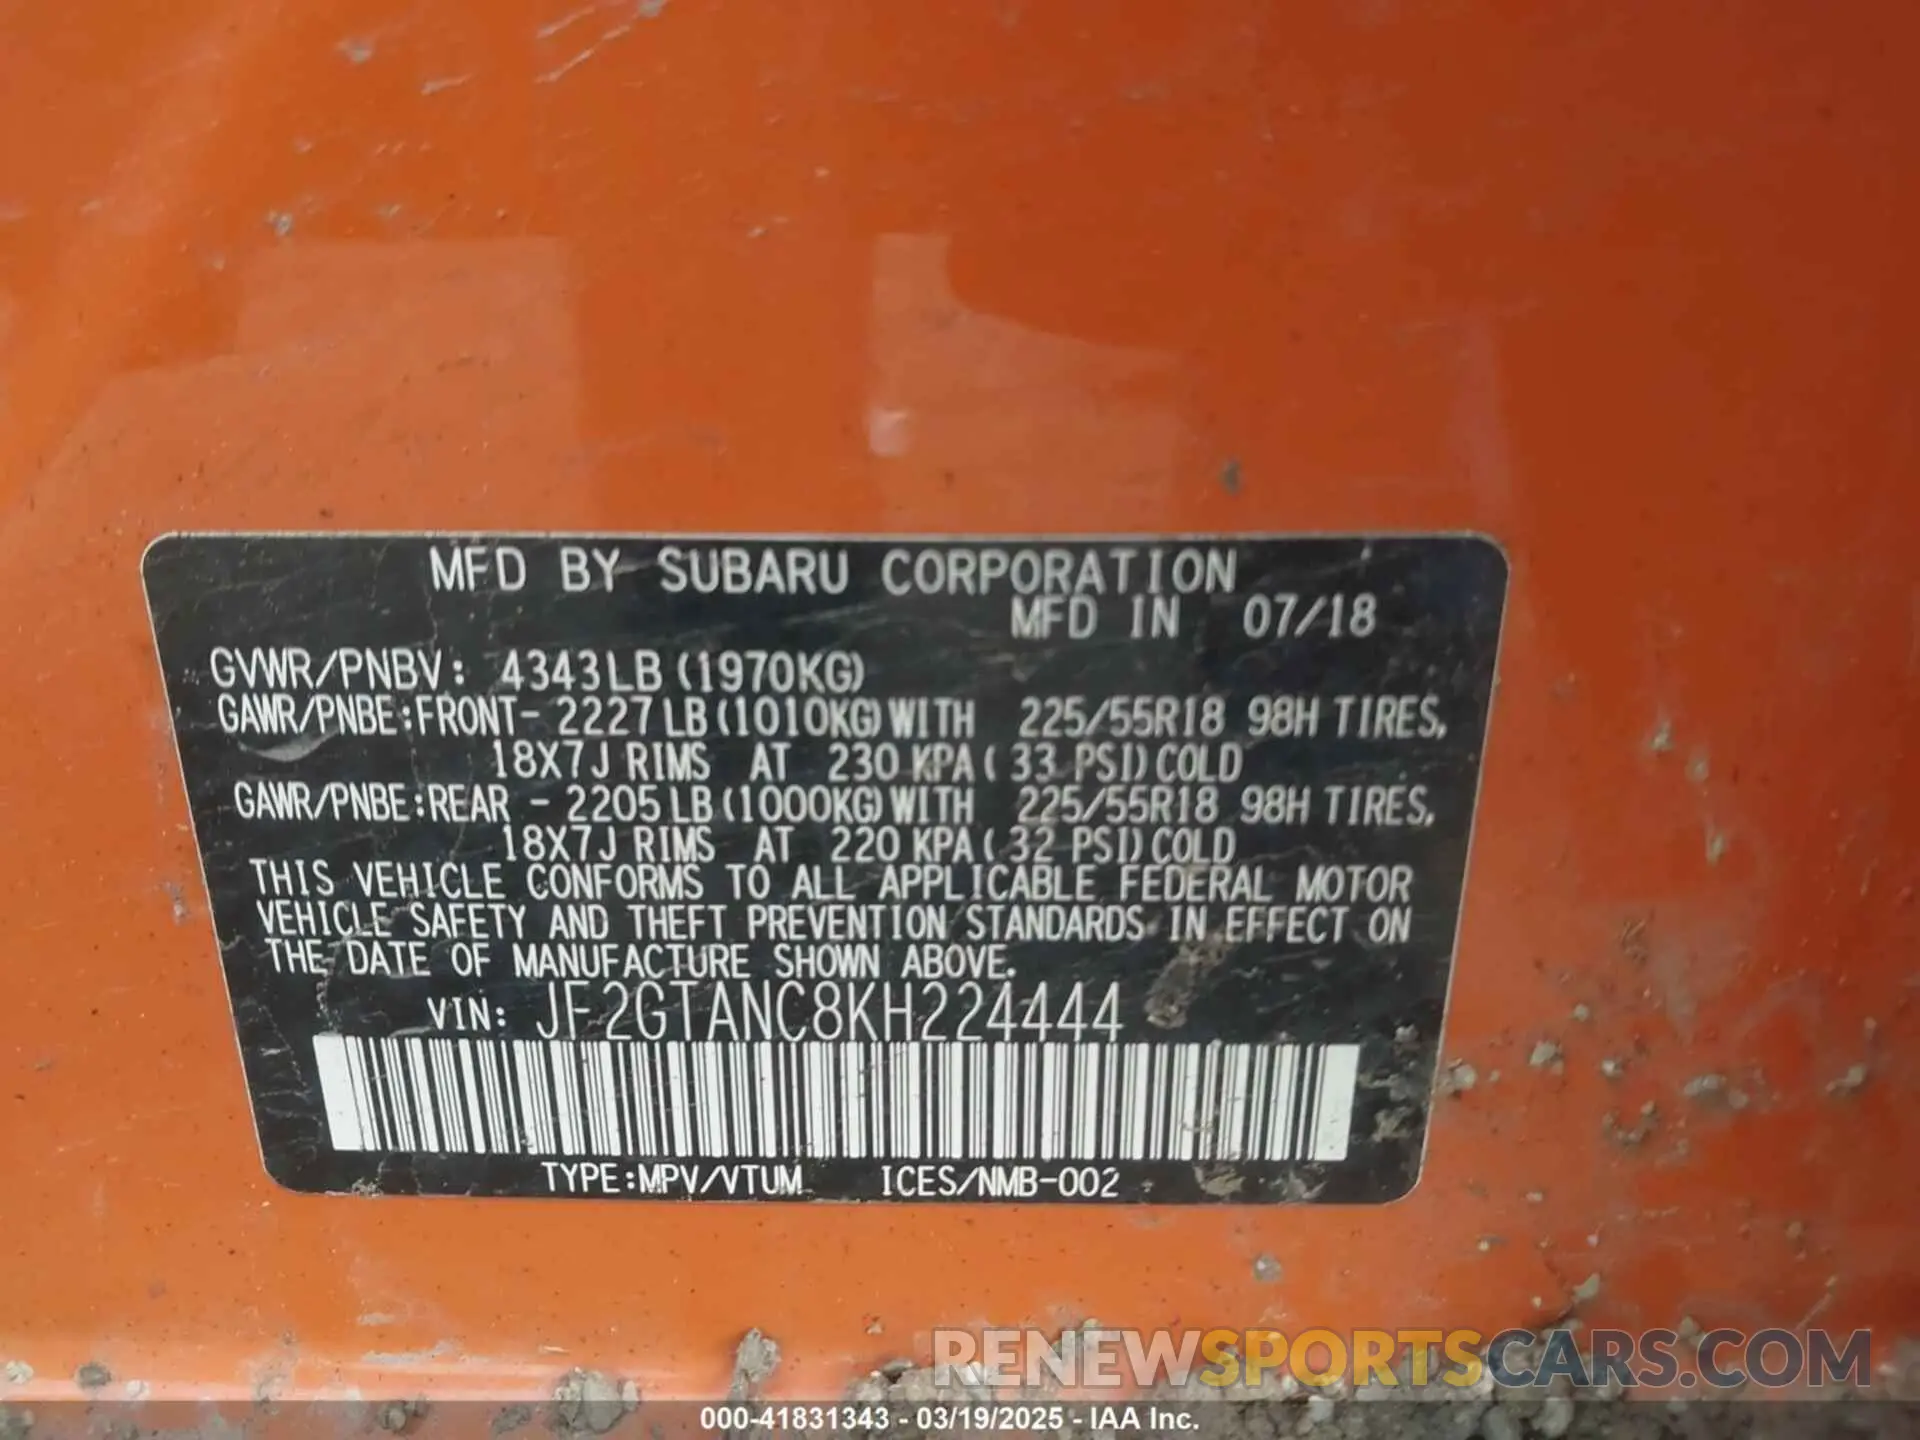 MFD BY SUBARU CORPORATION
MFD IN 07/18
GVWR/PNBV: 4343LB (1970KG)
GAWR/PNBE:FRONT- 2227LB(1010KG)WITH 225/55R18 98H TIRES,
18X7J RIMS AT 230 KPA( 33 PSI)COLD
GAWR/PNBE:REAR - 2205LB(1000KG)WITH 225/55R18 98H TIRES,
18X7J RIMS AT 220 KPA( 32 PSI)COLD
THIS VEHICLE CONFORMS TO ALL APPLICABLE FEDERAL MOTOR
VEHICLE SAFETY AND THEFT PREVENTION STANDARDS IN EFFECT ON
THE DATE OF MANUFACTURE SHOWN ABOVE.
VIN: JF2GTANC8KH224444
TYPE:MPV/VTUM ICES/NMB-002
RENEWSPORTSCARS.COM
000-41831343 - 03/19/2025 - IAA Inc.